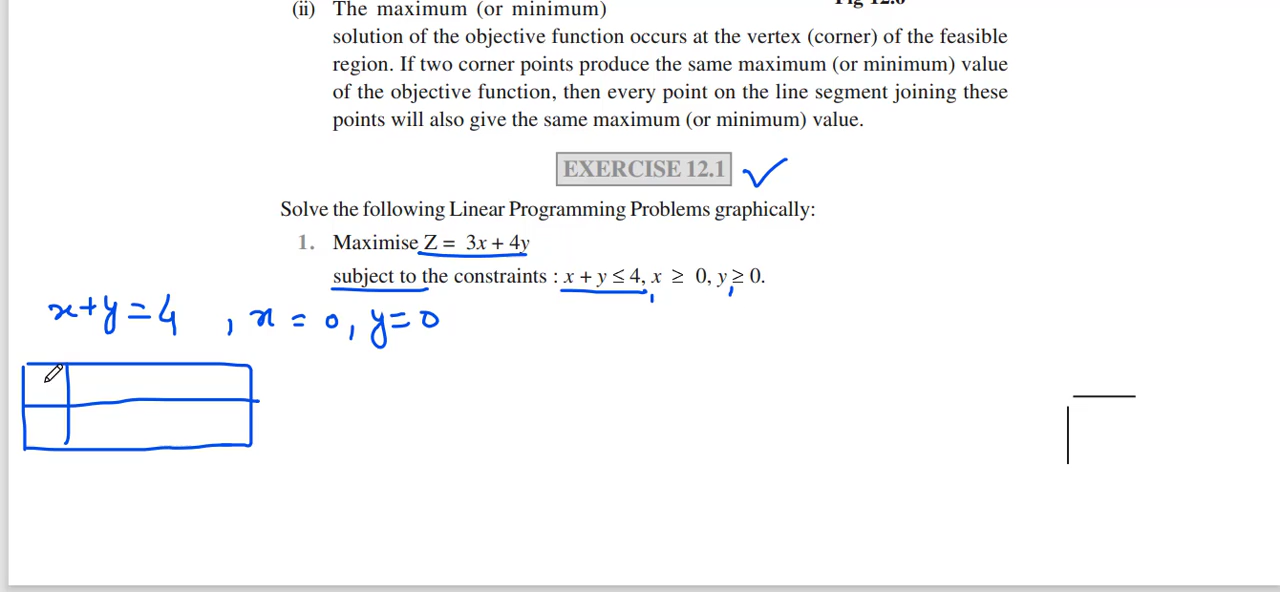 (ii) The maximum (or minimum)
solution of the objective function occurs at the vertex (corner) of the feasible
region. If two corner points produce the same maximum (or minimum) value
of the objective function, then every point on the line segment joining these
points will also give the same maximum (or minimum) value.
EXERCISE 12.1
Solve the following Linear Programming Problems graphically:
1. Maximise Z = 3x + 4y
subject to the constraints : x + y ≤ 4, x ≥ 0, y ≥ 0.
x+y=4 , x = 0, y=0